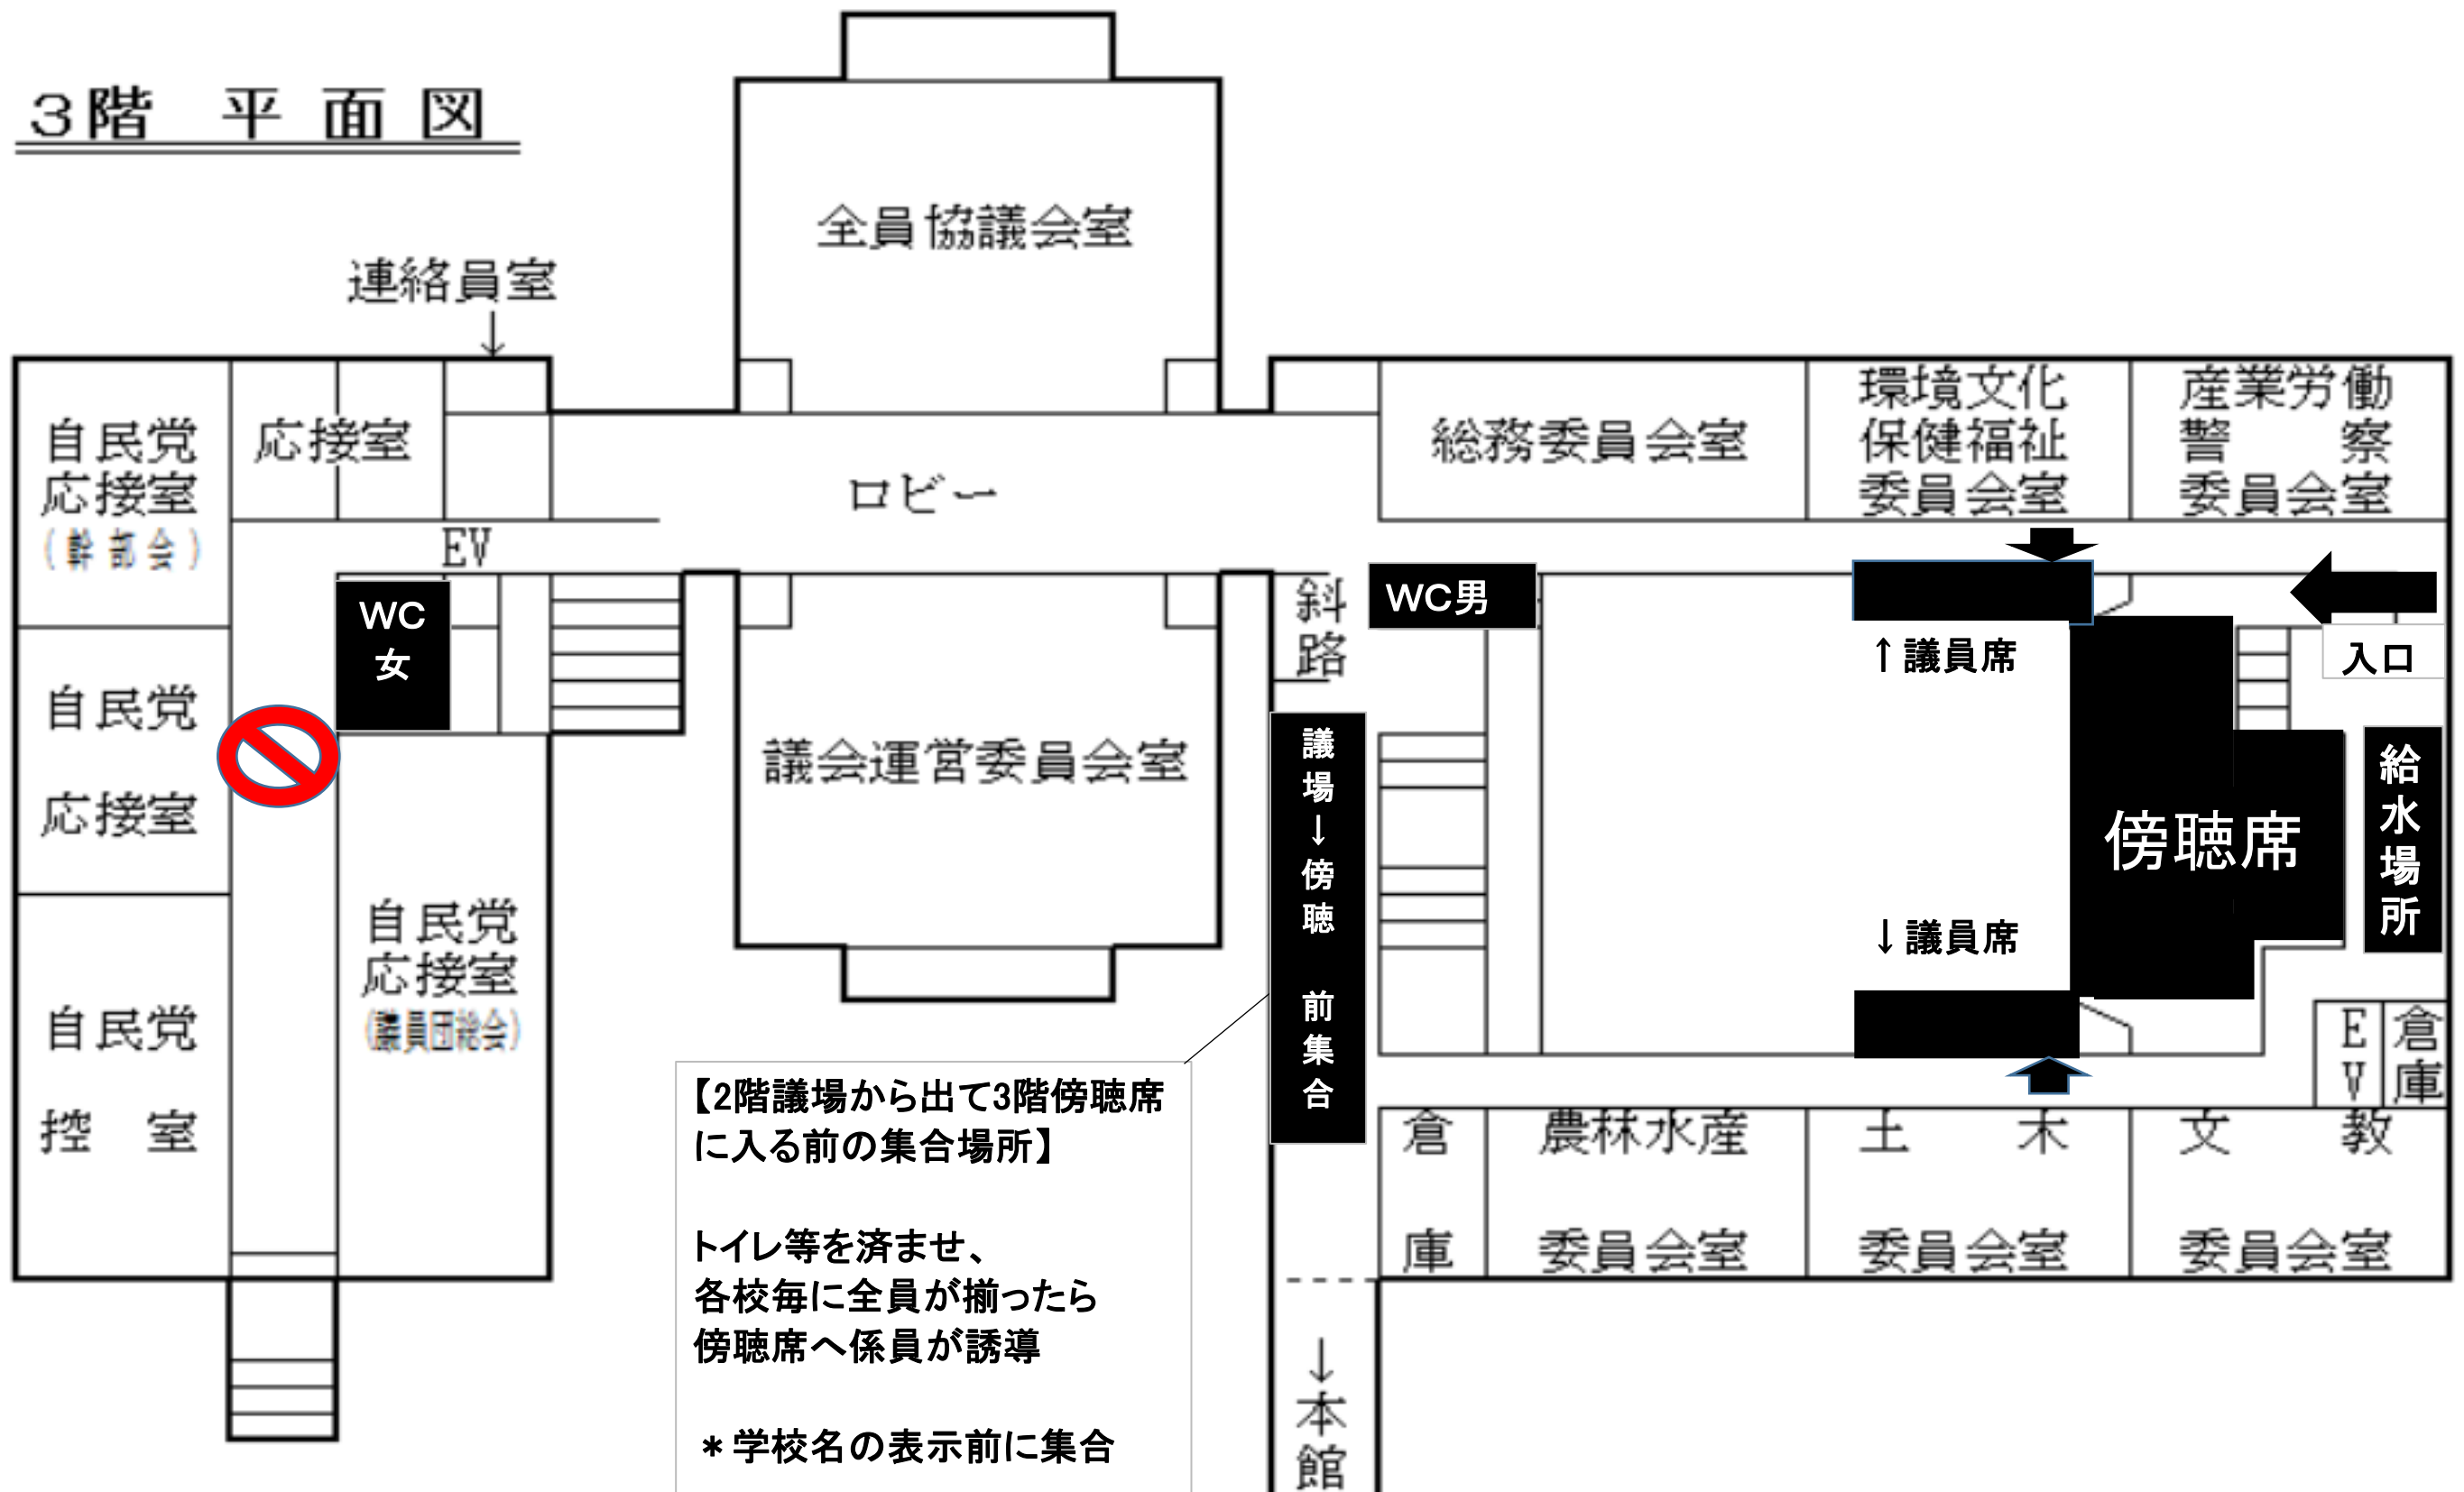 3階 平面図
全員協議会室
連絡員室
↓
自民党
応接室
(幹部会)
応接室
ロビー
EV
総務委員会室
環境文化
保健福祉
委員会室
産業労働
警察
委員会室
WC
女
斜路
WC男
↑議員席
入口
自民党
応接室
議会運営委員会室
議場→傍聴 前集合
傍聴席
給水場所
↓議員席
自民党
控室
自民党
応接室
(議員団総会)
EV
倉庫
【2階議場から出て3階傍聴席
に入る前の集合場所】
トイレ等を済ませ、
各校毎に全員が揃ったら
傍聴席へ係員が誘導
*学校名の表示前に集合
倉庫
農林水産
委員会室
土木
委員会室
文教
委員会室
↓
本館